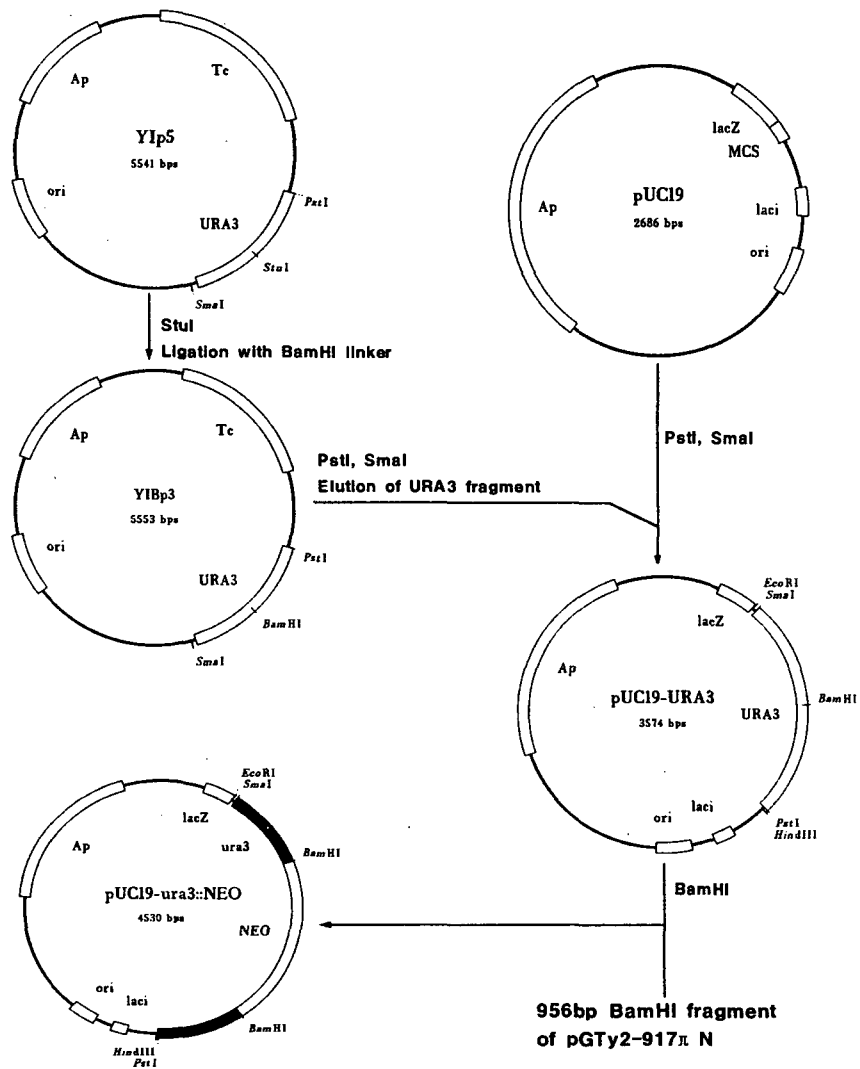 Ap
Tc
YIp5
5541 bps
ori
URA3
PstI
StuI
SmaI
lacZ
MCS
pUC19
2686 bps
Ap
laci
ori
StuI
Ligation with BamHI linker
Ap
Tc
YIBp3
5553 bps
ori
URA3
PstI
BamHI
SmaI
PstI, SmaI
Elution of URA3 fragment
PstI, SmaI
EcoRI
SmaI
lacZ
Ap
pUC19-URA3
3574 bps
URA3
BamHI
ori
laci
PstI
HindIII
EcoRI
SmaI
lacZ
Ap
ura3
BamHI
pUC19-ura3::NEO
4530 bps
NEO
ori
laci
BamHI
HindIII
PstI
BamHI
956bp BamHI fragment
of pGTy2-917π N